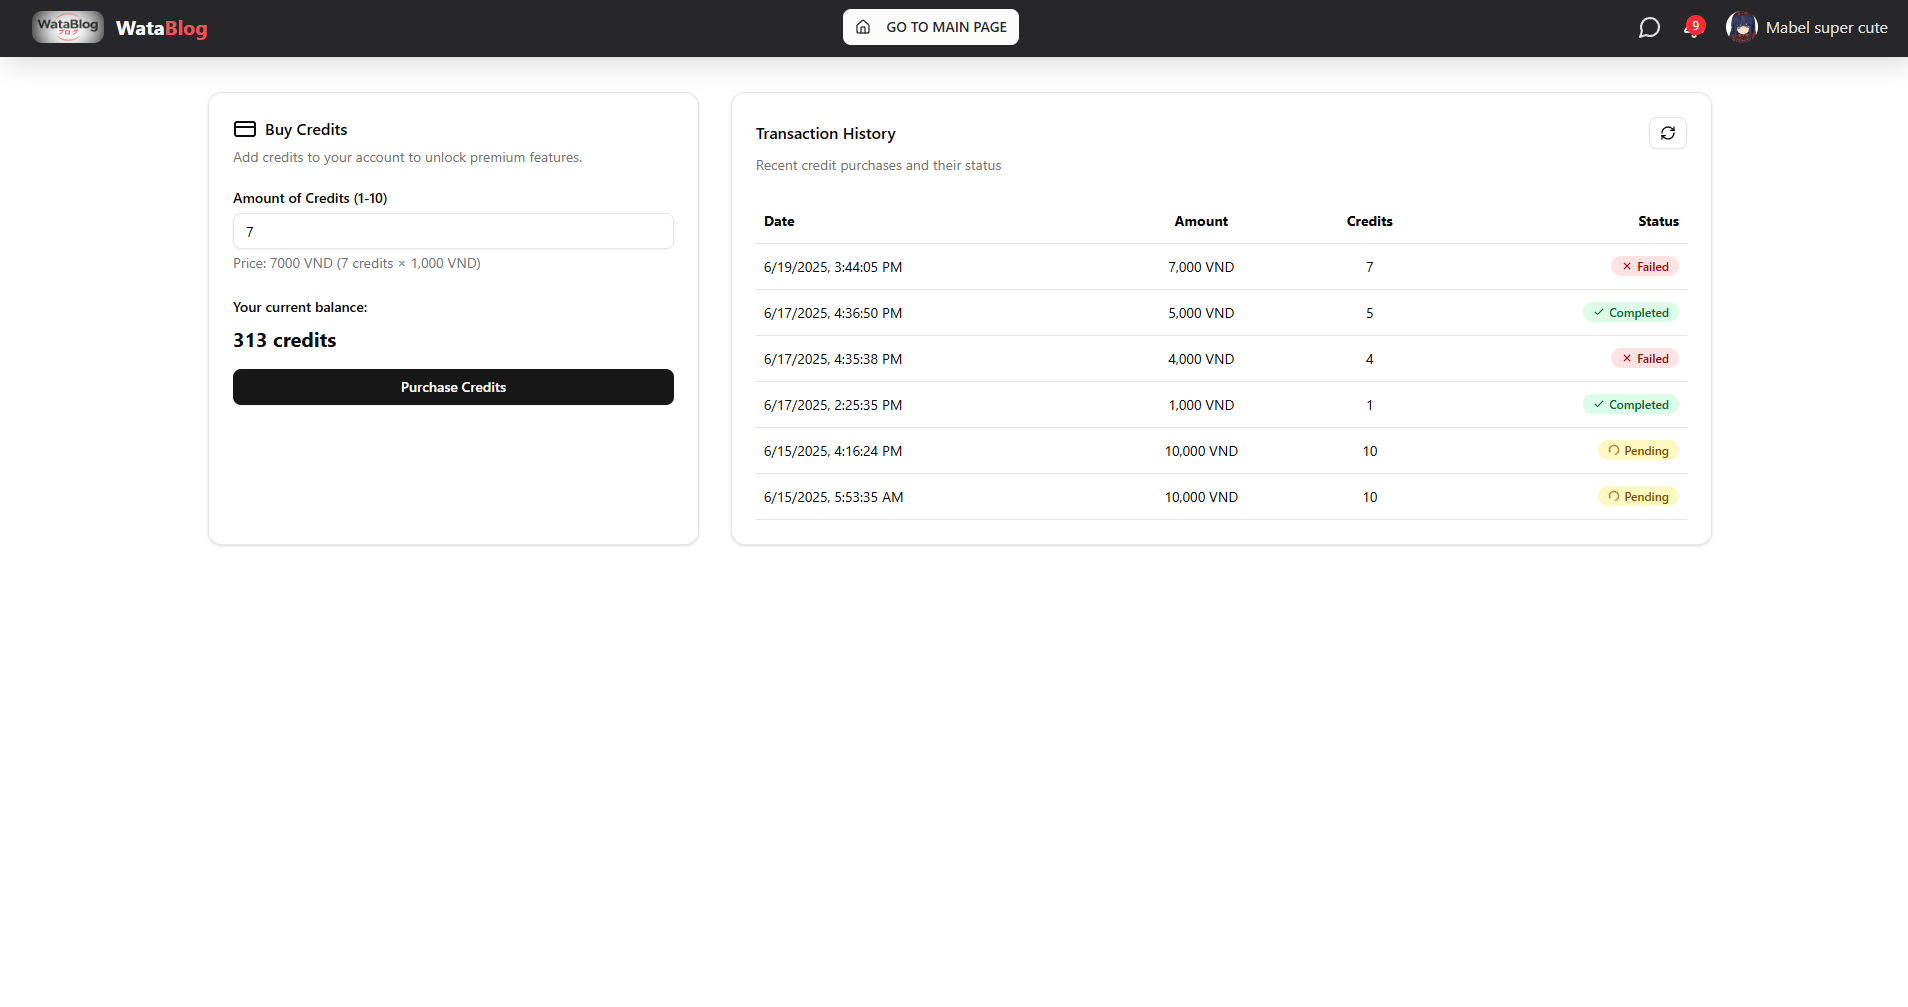 WataBlog
ブログ
WataBlog
GO TO MAIN PAGE
9
Mabel super cute
Buy Credits
Add credits to your account to unlock premium features.
Amount of Credits (1-10)
7
Price: 7000 VND (7 credits × 1,000 VND)
Your current balance:
313 credits
Purchase Credits
Transaction History
Recent credit purchases and their status
Date Amount Credits Status
6/19/2025, 3:44:05 PM 7,000 VND 7 Failed
6/17/2025, 4:36:50 PM 5,000 VND 5 Completed
6/17/2025, 4:35:38 PM 4,000 VND 4 Failed
6/17/2025, 2:25:35 PM 1,000 VND 1 Completed
6/15/2025, 4:16:24 PM 10,000 VND 10 Pending
6/15/2025, 5:53:35 AM 10,000 VND 10 Pending